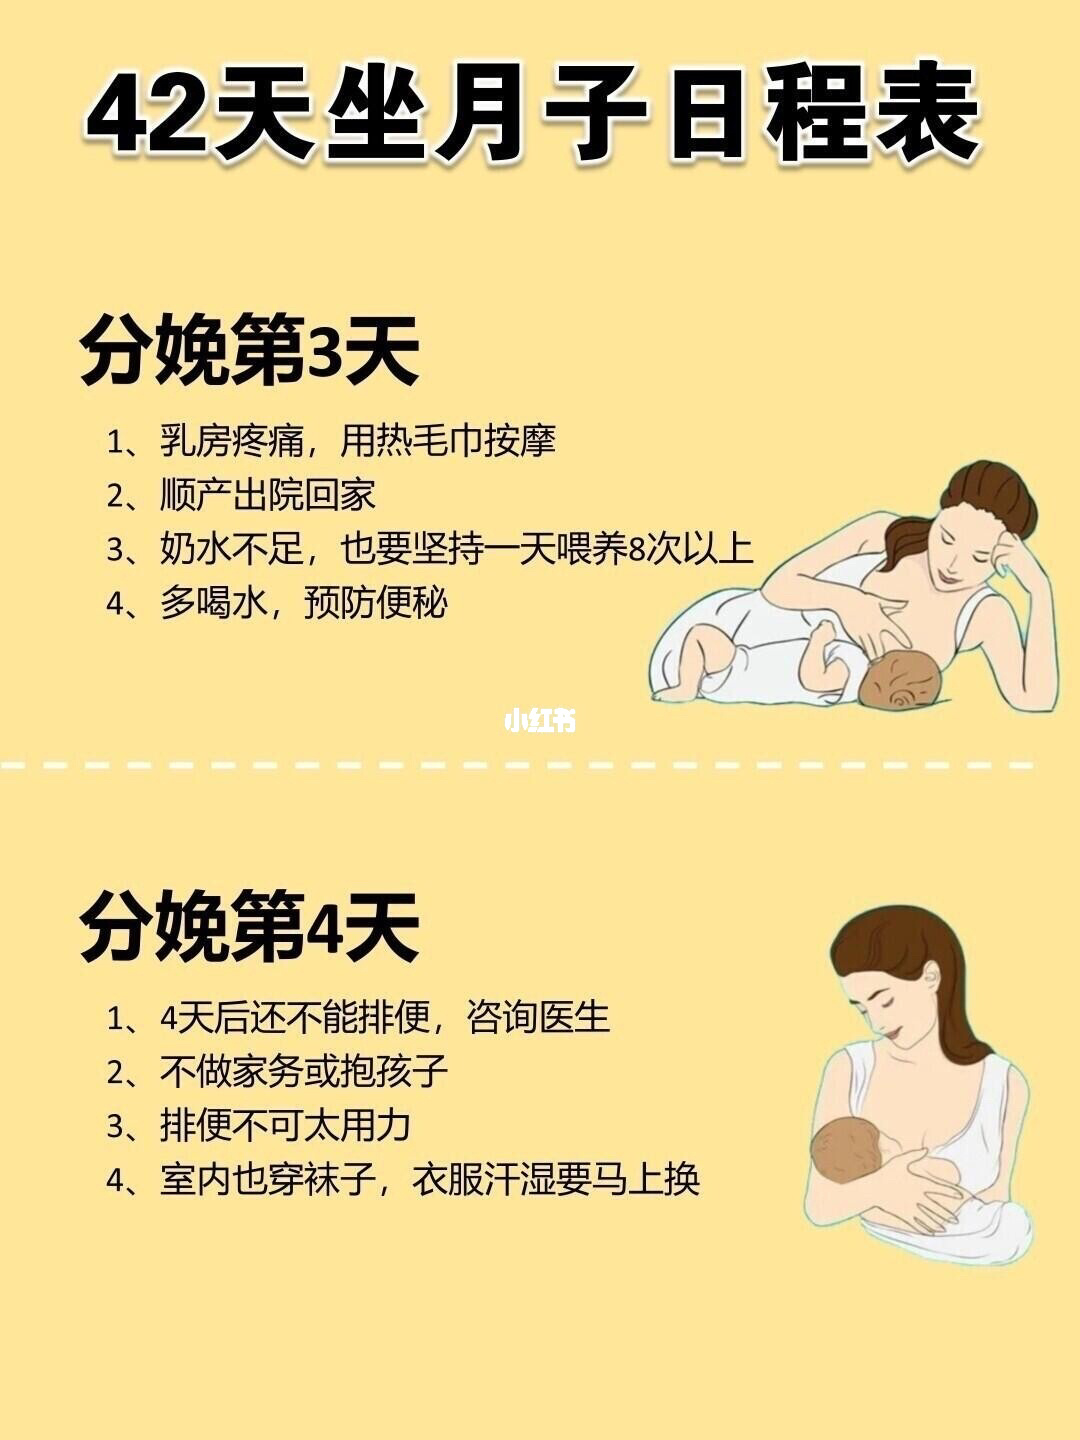 42天坐月子日程表
分娩第3天
1、乳房疼痛，用热毛巾按摩
2、顺产出院回家
3、奶水不足，也要坚持一天喂养8次以上
4、多喝水，预防便秘
小红书
分娩第4天
1、4天后还不能排便，咨询医生
2、不做家务或抱孩子
3、排便不可太用力
4、室内也穿袜子，衣服汗湿要马上换